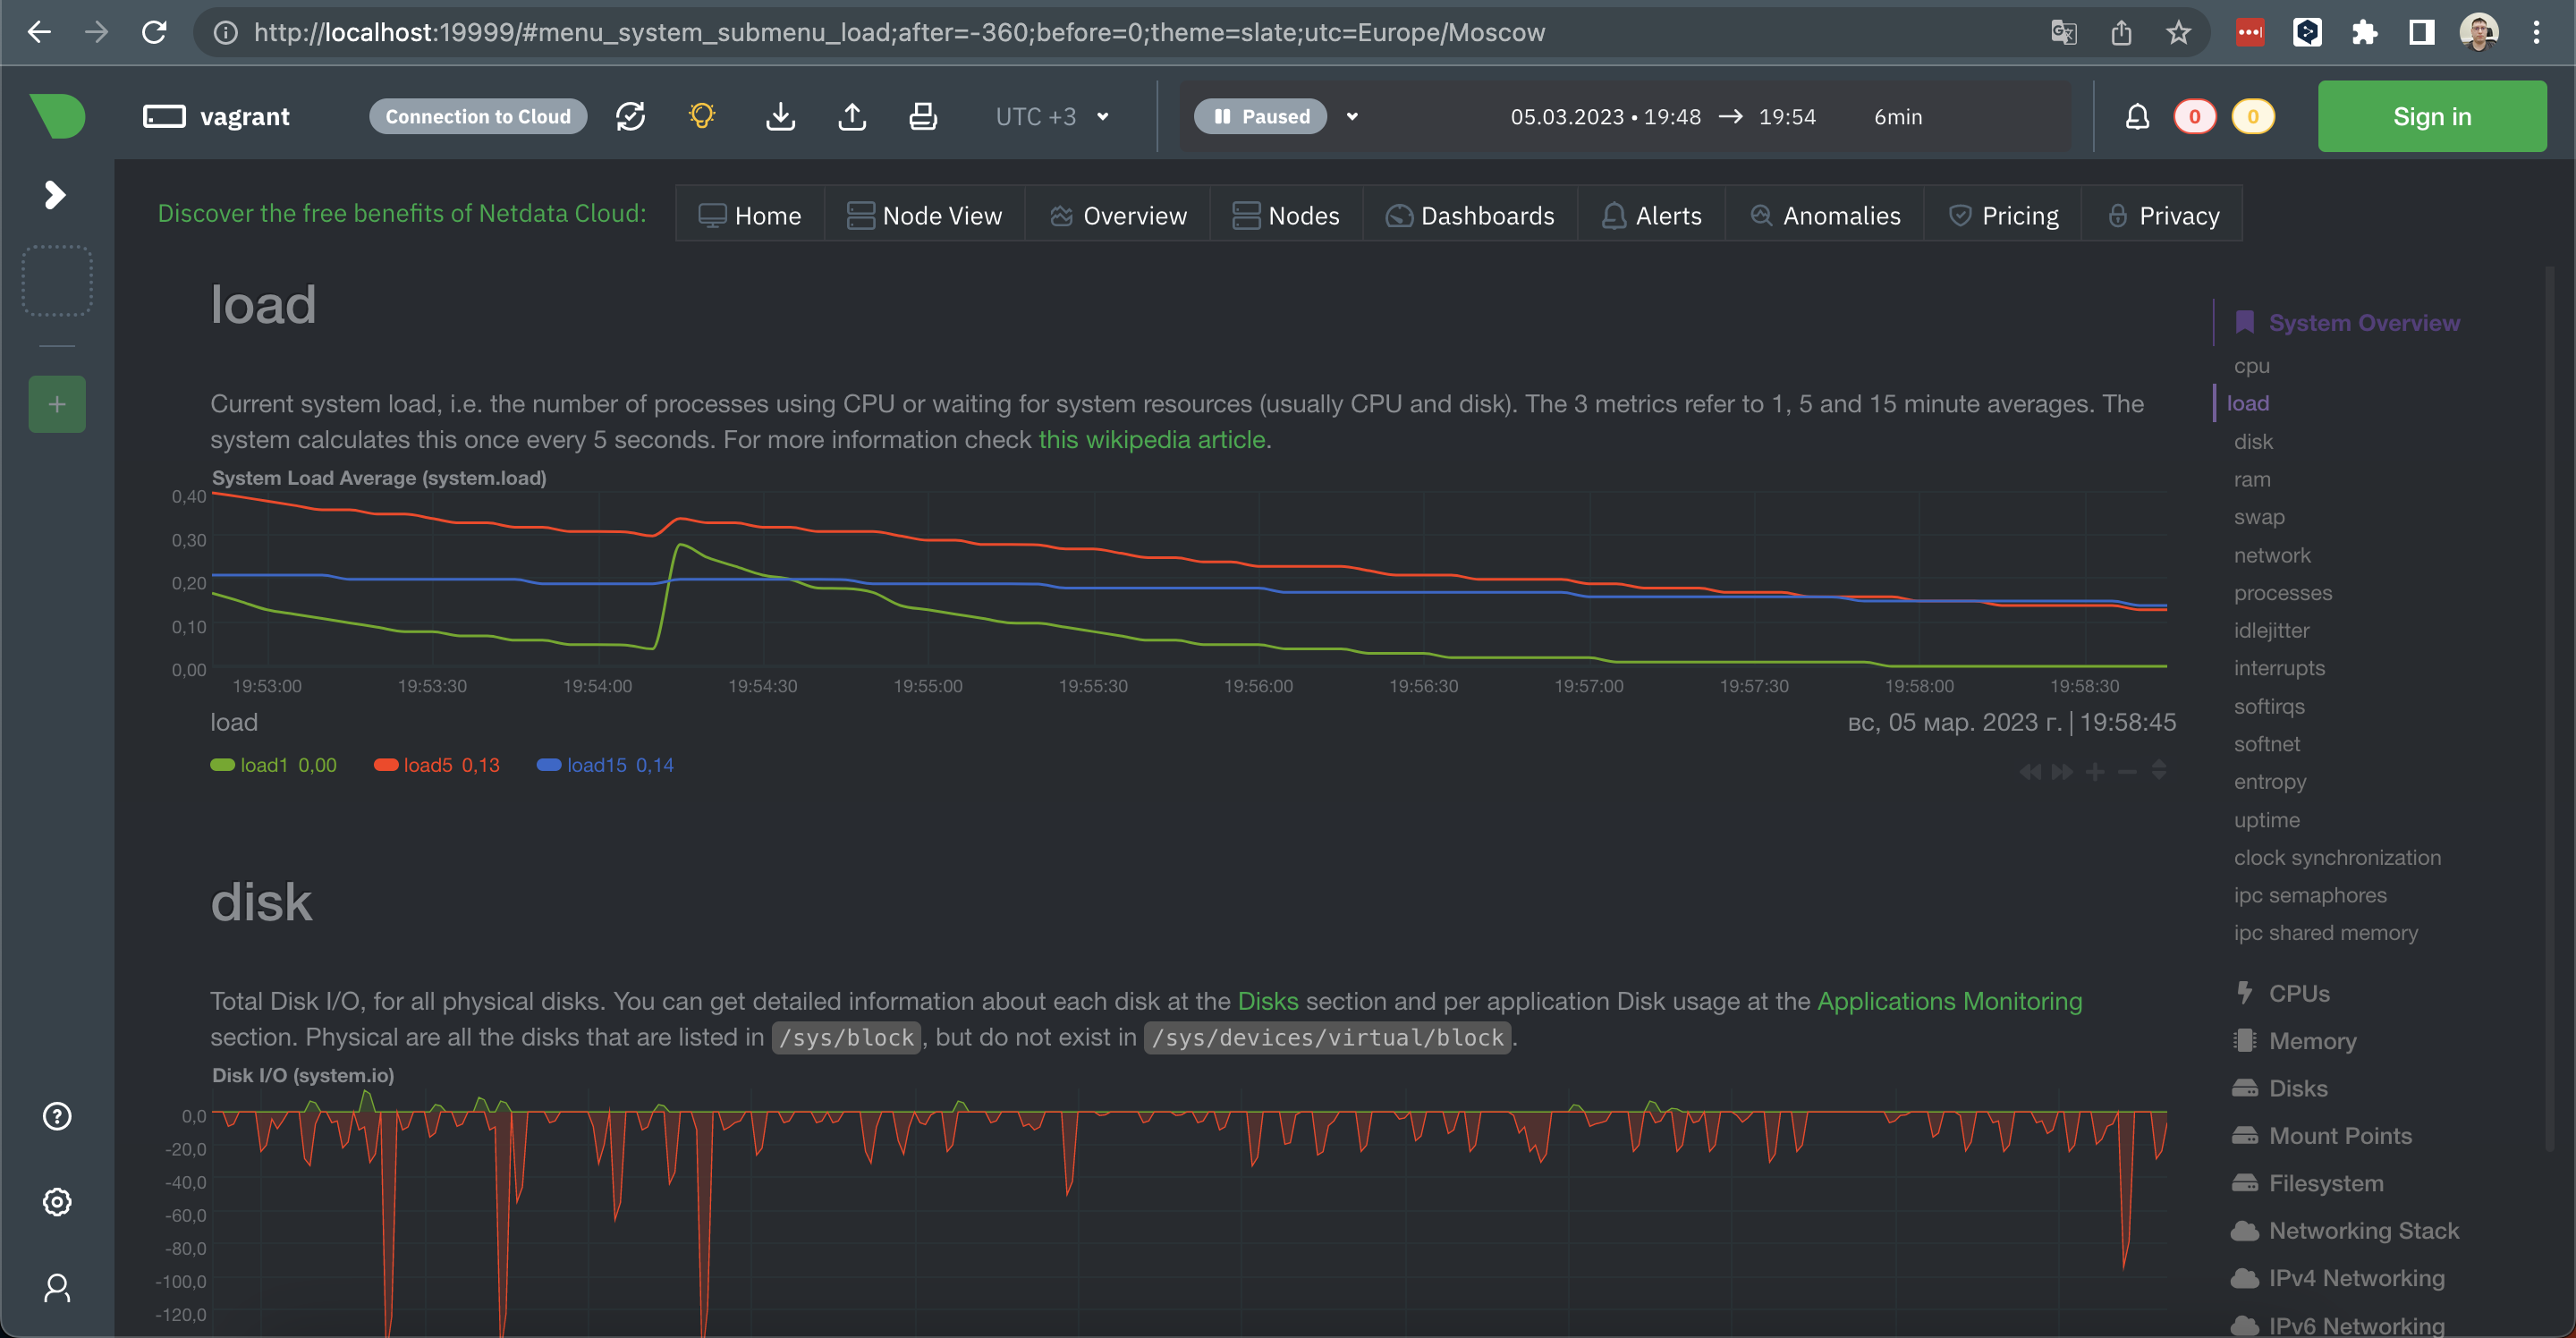 http://localhost:19999/#menu_system_submenu_load;after=-360;before=0;theme=slate;utc=Europe/Moscow
vagrant
Connection to Cloud
UTC +3
Paused
05.03.2023 • 19:48 → 19:54
6min
0
0
Sign in
Discover the free benefits of Netdata Cloud:
Home
Node View
Overview
Nodes
Dashboards
Alerts
Anomalies
Pricing
Privacy
load
Current system load, i.e. the number of processes using CPU or waiting for system resources (usually CPU and disk). The 3 metrics refer to 1, 5 and 15 minute averages. The
system calculates this once every 5 seconds. For more information check this wikipedia article.
System Load Average (system.load)
0,40
0,30
0,20
0,10
0,00
19:53:00
19:53:30
19:54:00
19:54:30
19:55:00
19:55:30
19:56:00
19:56:30
19:57:00
19:57:30
19:58:00
19:58:30
load
вс, 05 мар. 2023 г. | 19:58:45
load1 0,00
load5 0,13
load15 0,14
disk
Total Disk I/O, for all physical disks. You can get detailed information about each disk at the Disks section and per application Disk usage at the Applications Monitoring
section. Physical are all the disks that are listed in /sys/block, but do not exist in /sys/devices/virtual/block.
Disk I/O (system.io)
0,0
-20,0
-40,0
-60,0
-80,0
-100,0
-120,0
System Overview
cpu
load
disk
ram
swap
network
processes
idlejitter
interrupts
softirqs
softnet
entropy
uptime
clock synchronization
ipc semaphores
ipc shared memory
CPUs
Memory
Disks
Mount Points
Filesystem
Networking Stack
IPv4 Networking
IPv6 Networking